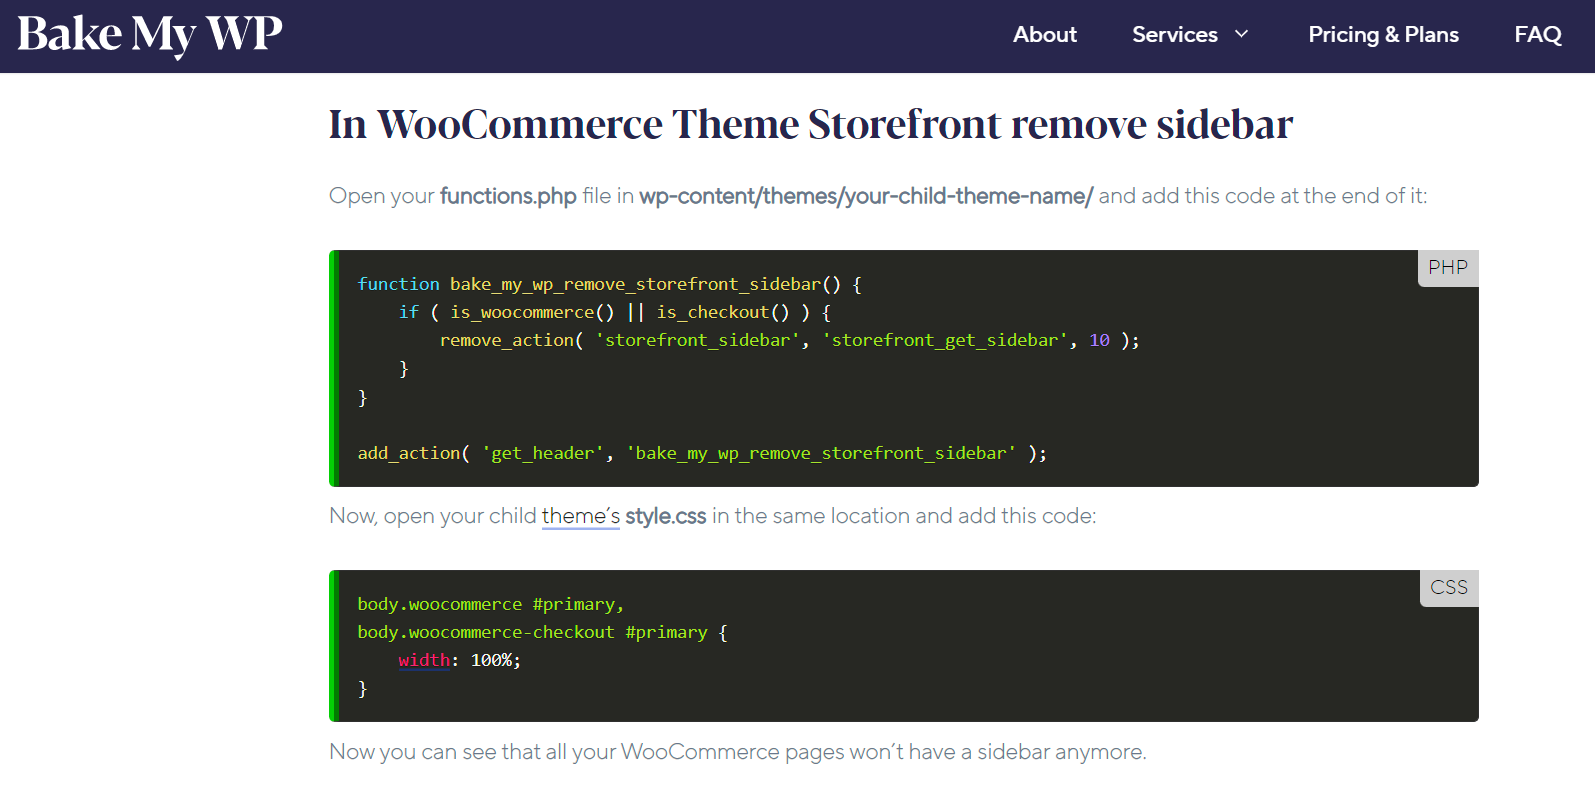 Bake My WP
About Services Pricing & Plans FAQ
In WooCommerce Theme Storefront remove sidebar
Open your functions.php file in wp-content/themes/your-child-theme-name/ and add this code at the end of it:
PHP
function bake_my_wp_remove_storefront_sidebar() {
    if ( is_woocommerce() || is_checkout() ) {
        remove_action( 'storefront_sidebar', 'storefront_get_sidebar', 10 );
    }
}
add_action( 'get_header', 'bake_my_wp_remove_storefront_sidebar' );
Now, open your child theme’s style.css in the same location and add this code:
CSS
body.woocommerce #primary,
body.woocommerce-checkout #primary {
    width: 100%;
}
Now you can see that all your WooCommerce pages won’t have a sidebar anymore.